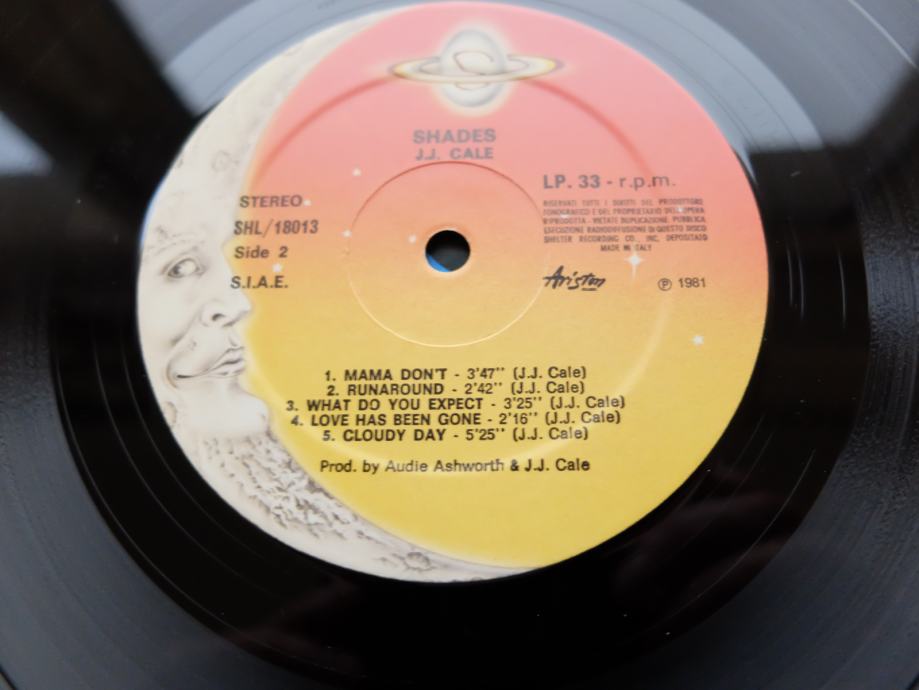 SHADES
J.J. CALE
STEREO
SHL/18013
Side 2
S.I.A.E.
LP. 33 - r.p.m.
RISERVATI TUTTI I DIRITTI DEL PRODUTTORE
FONOGRAFICO E DEL PROPRIETARIO DELL'OPERA
RIPRODOTTA - VIETATE DUPLICAZIONE, PUBBLICA
ESECUZIONE RADIODIFFUSIONE DI QUESTO DISCO
SHELTER RECORDING CO., INC. DEPOSITATO
MADE IN ITALY
Ariston
℗ 1981
1. MAMA DON'T - 3'47'' (J.J. Cale)
2. RUNAROUND - 2'42'' (J.J. Cale)
3. WHAT DO YOU EXPECT - 3'25'' (J.J. Cale)
4. LOVE HAS BEEN GONE - 2'16'' (J.J. Cale)
5. CLOUDY DAY - 5'25'' (J.J. Cale)
Prod. by Audie Ashworth & J.J. Cale